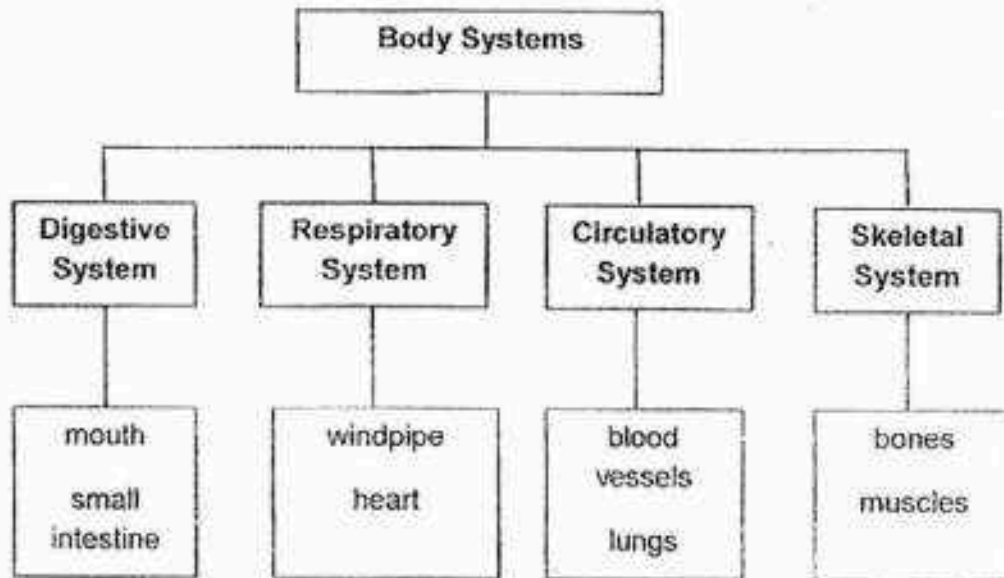 Body Systems
Digestive
System
Respiratory
System
Circulatory
System
Skeletal
System
mouth
small
intestine
windpipe
heart
blood
vessels
lungs
bones
muscles